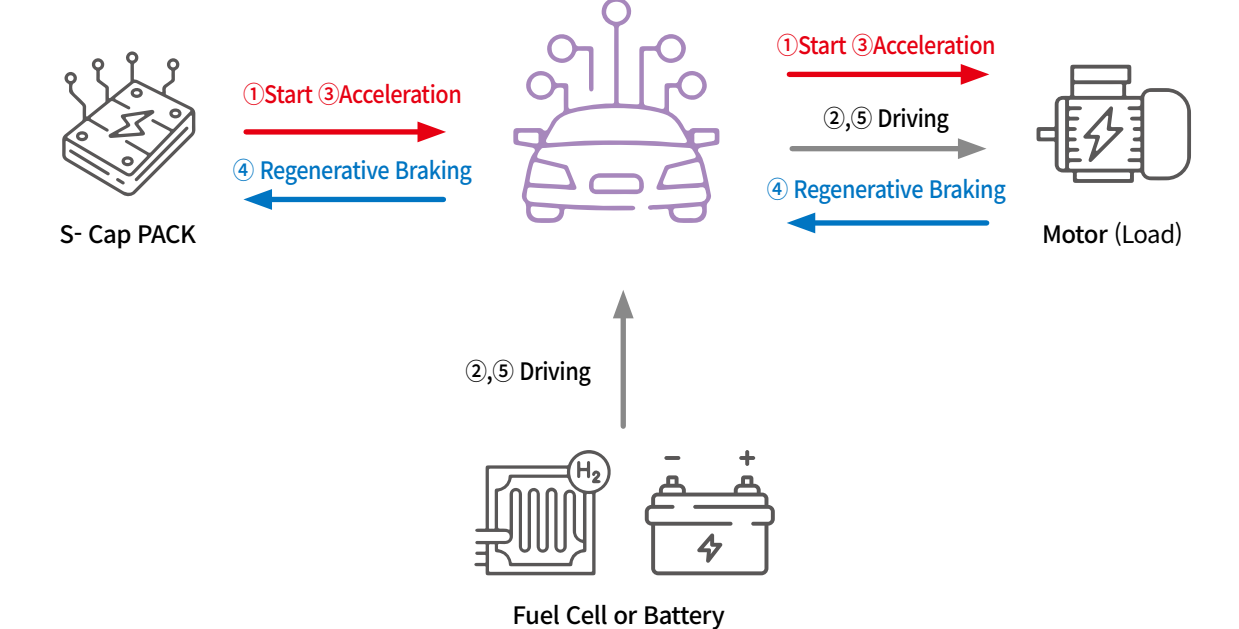 ①Start ③Acceleration
①Start ③Acceleration
②,⑤ Driving
④ Regenerative Braking
④ Regenerative Braking
S- Cap PACK
Motor (Load)
②,⑤ Driving
H2
- +
Fuel Cell or Battery